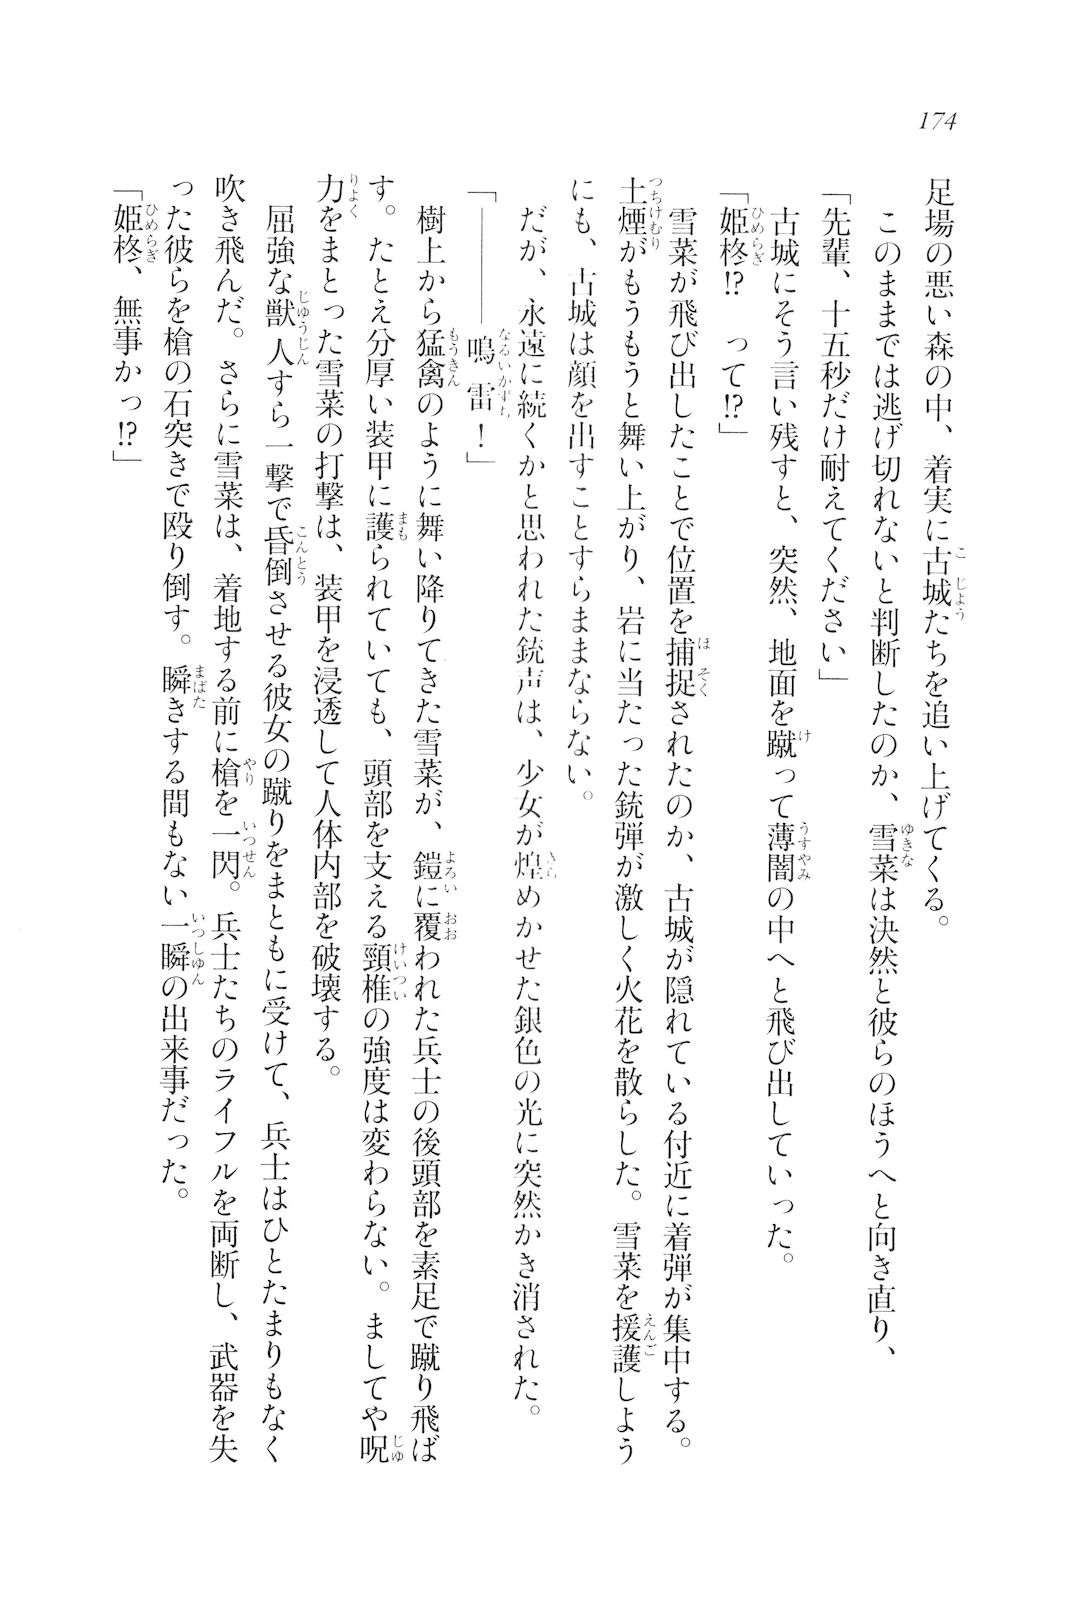 174
足場の悪い森の中、着実に古城たちを追い上げてくる。
このままでは逃げ切れないと判断したのか、雪菜は決然と彼らのほうへと向き直り、
「先輩、十五秒だけ耐えてください」
古城にそう言い残すと、突然、地面を蹴って薄闇の中へと飛び出していった。
「姫柊!?　って!?」
雪菜が飛び出したことで位置を捕捉されたのか、古城が隠れている付近に着弾が集中する。
土煙がもうもうと舞い上がり、岩に当たった銃弾が激しく火花を散らした。雪菜を援護しよう
にも、古城は顔を出すことすらままならない。
だが、永遠に続くかと思われた銃声は、少女が煌めかせた銀色の光に突然かき消された。
「――――鳴雷！」
樹上から猛禽のように舞い降りてきた雪菜が、鎧に覆われた兵士の後頭部を素足で蹴り飛ば
す。たとえ分厚い装甲に護られていても、頭部を支える頸椎の強度は変わらない。ましてや呪
力をまとった雪菜の打撃は、装甲を浸透して人体内部を破壊する。
屈強な獣人すら一撃で昏倒させる彼女の蹴りをまともに受けて、兵士はひとたまりもなく
吹き飛んだ。さらに雪菜は、着地する前に槍を一閃。兵士たちのライフルを両断し、武器を失
った彼らを槍の石突きで殴り倒す。瞬きする間もない一瞬の出来事だった。
「姫柊、無事かっ!?」